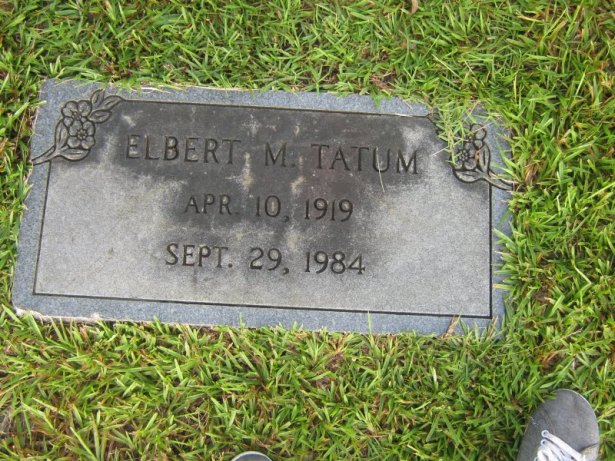 ELBERT M. TATUM
APR. 10, 1919
SEPT. 29, 1984